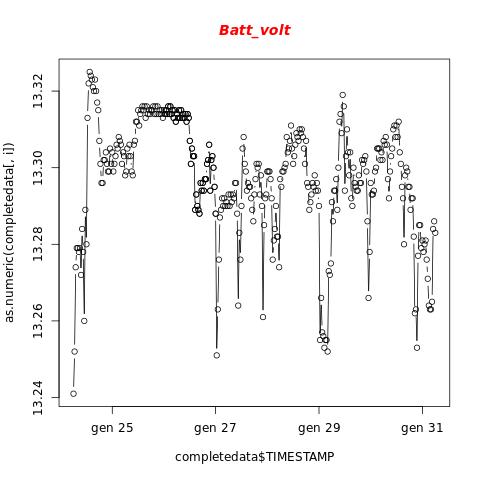 Batt_volt
as.numeric(completedata[, i])
13.32
13.30
13.28
13.26
13.24
gen 25
gen 27
gen 29
gen 31
completedata$TIMESTAMP